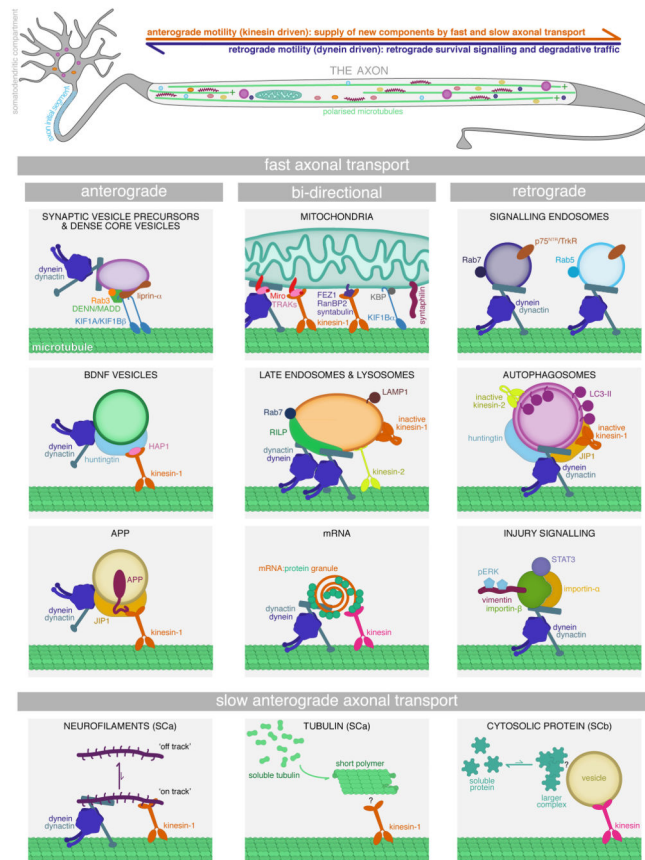 somatodendritic compartment
axon initial segment
anterograde motility (kinesin driven): supply of new components by fast and slow axonal transport
retrograde motility (dynein driven): retrograde survival signalling and degradative traffic
THE AXON
+
+
+
polarised microtubules
fast axonal transport
anterograde
bi-directional
retrograde
SYNAPTIC VESICLE PRECURSORS
& DENSE CORE VESICLES
dynein
dynactin
Rab3
liprin-α
DENN/MADD
KIF1A/KIF1Bβ
microtubule
MITOCHONDRIA
Miro
TRAKs
FEZ1
RanBP2
syntabulin
KBP
syntaphilin
dynein
dynactin
kinesin-1
KIF1Bα
SIGNALLING ENDOSOMES
p75NTR/TrkR
Rab7
Rab5
dynein
dynactin
BDNF VESICLES
dynein
dynactin
huntingtin
HAP1
kinesin-1
LATE ENDOSOMES & LYSOSOMES
LAMP1
Rab7
RILP
inactive
kinesin-1
dynactin
dynein
kinesin-2
AUTOPHAGOSOMES
inactive
kinesin-2
LC3-II
huntingtin
inactive
kinesin-1
JIP1
dynein
dynactin
APP
APP
dynein
dynactin
JIP1
kinesin-1
mRNA
mRNA:protein granule
dynactin
dynein
kinesin
INJURY SIGNALLING
STAT3
pERK
vimentin
importin-α
importin-β
dynein
dynactin
slow anterograde axonal transport
NEUROFILAMENTS (SCa)
'off track'
'on track'
dynein
dynactin
kinesin-1
TUBULIN (SCa)
soluble tubulin
short polymer
?
kinesin-1
CYTOSOLIC PROTEIN (SCb)
soluble
protein
larger
complex
?
vesicle
kinesin